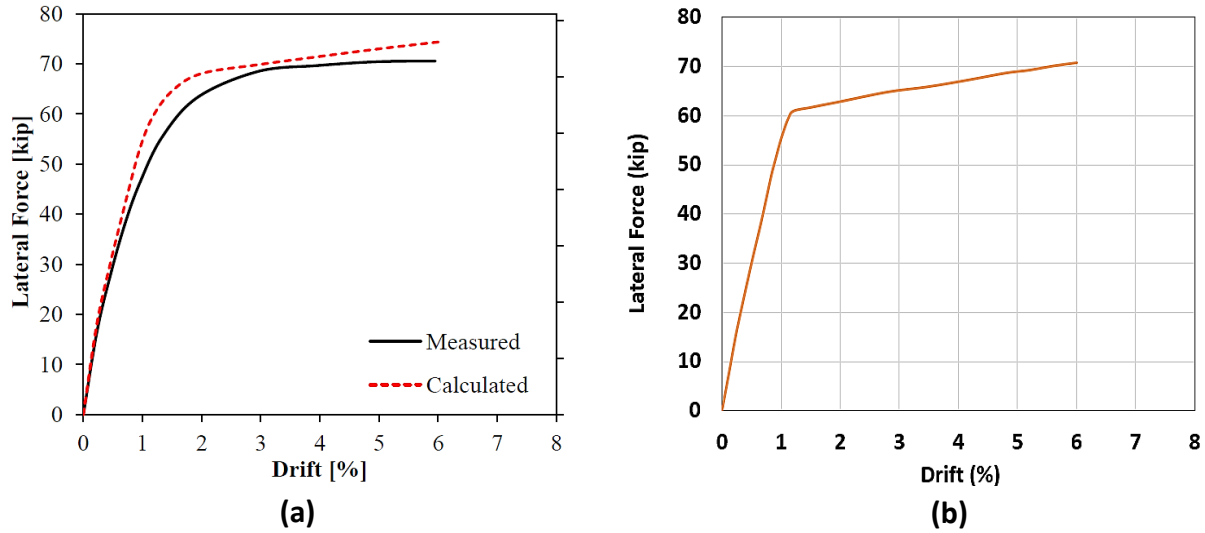 80
70
60
50
40
30
20
10
0
Lateral Force [kip]
Measured
Calculated
0 1 2 3 4 5 6 7 8
Drift [%]
(a)
80
70
60
50
40
30
20
10
0
Lateral Force (kip)
0 1 2 3 4 5 6 7 8
Drift (%)
(b)